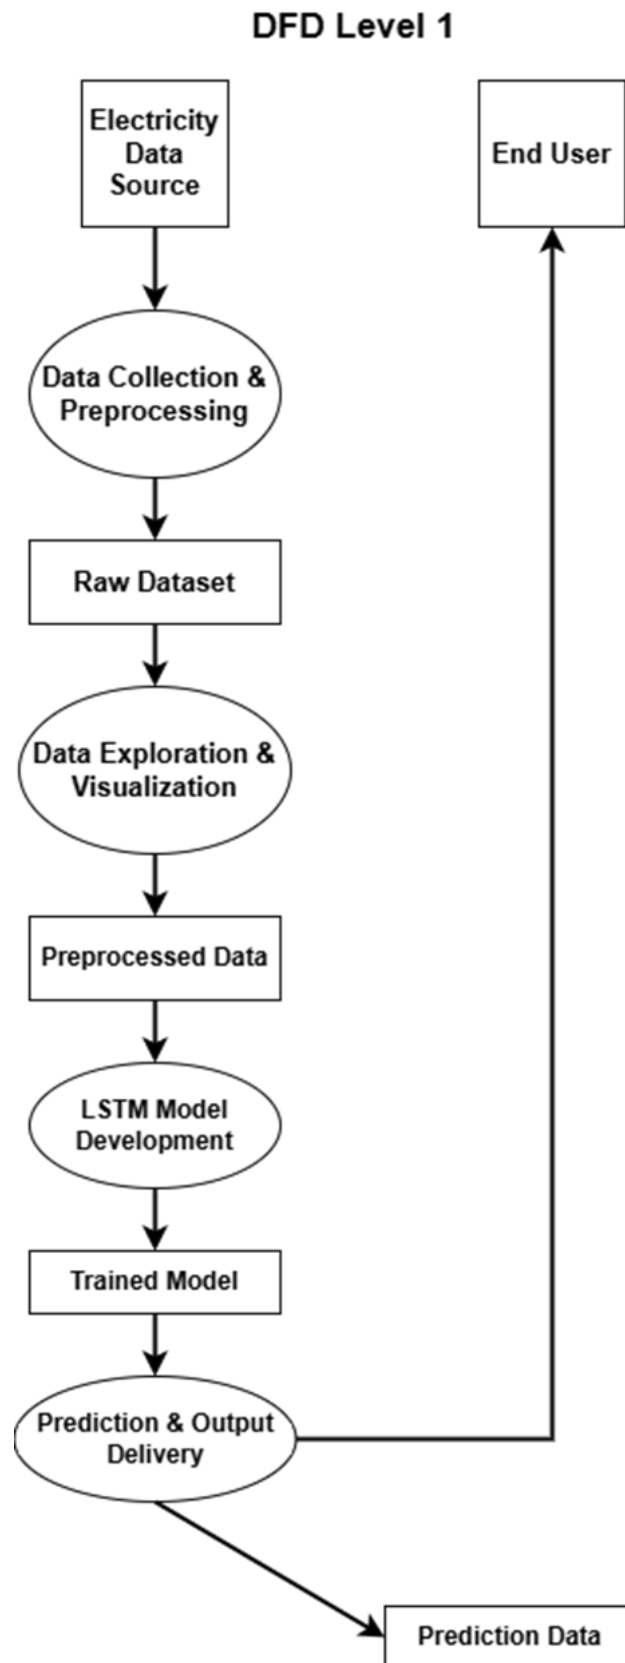 DFD Level 1
Electricity
Data
Source
End User
Data Collection &
Preprocessing
Raw Dataset
Data Exploration &
Visualization
Preprocessed Data
LSTM Model
Development
Trained Model
Prediction & Output
Delivery
Prediction Data